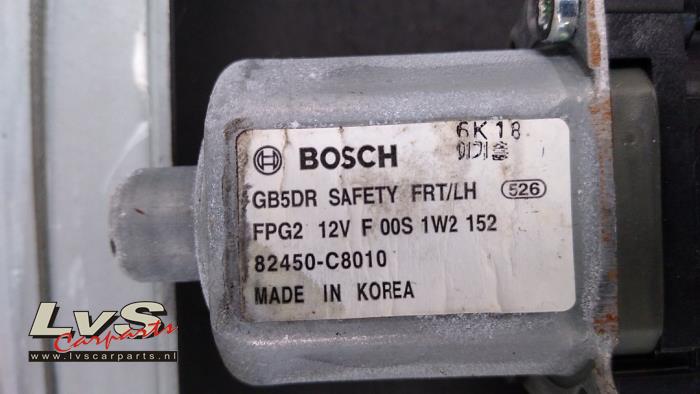 6K18
BOSCH
GB5DR SAFETY FRT/LH 526
FPG2 12V F 00S 1W2 152
82450-C8010
MADE IN KOREA
LvS
Carparts
www.lvscarparts.nl